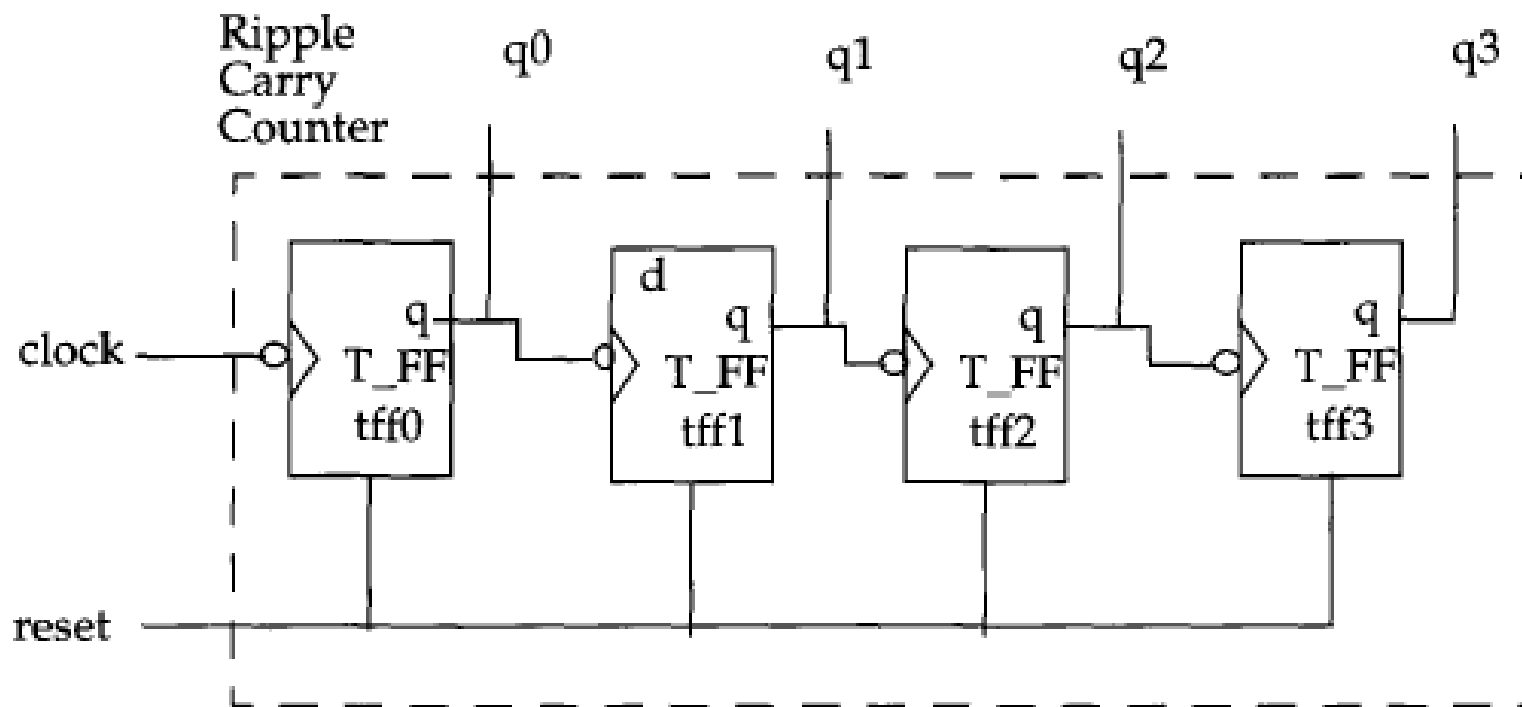 Ripple
Carry
Counter
q0
q1
q2
q3
clock
q
T_FF
tff0
d
q
T_FF
tff1
q
T_FF
tff2
q
T_FF
tff3
reset